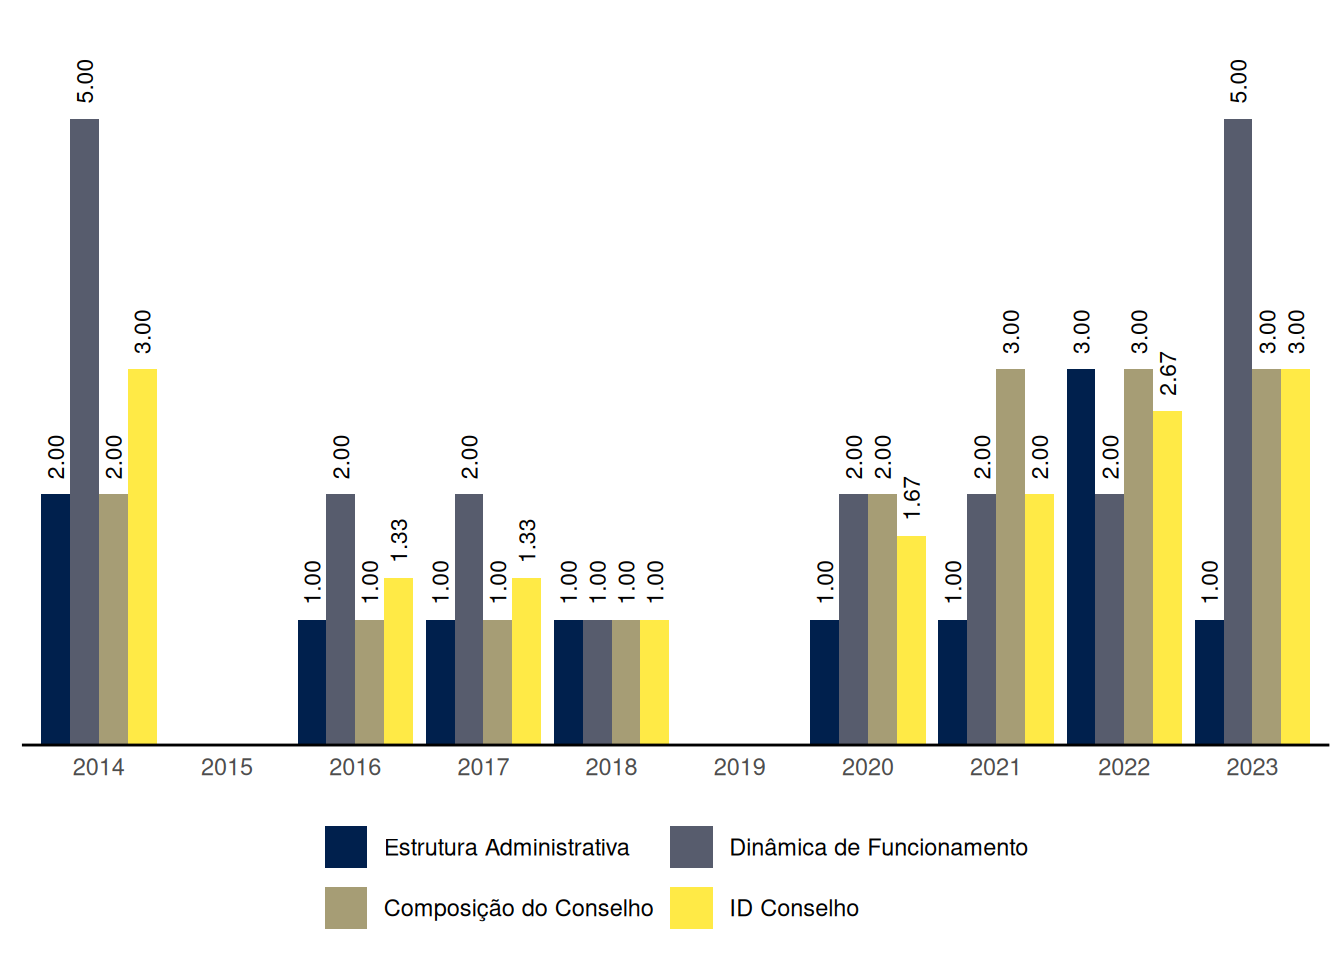 5.00 5.00
3.00 3.00 3.00 3.00 3.00 3.00
2.67
2.00 2.00 2.00 2.00 2.00 2.00 2.00 2.00 2.00
1.67
1.33 1.33
1.00 1.00 1.00 1.00 1.00 1.00 1.00 1.00 1.00 1.00 1.00
2014 2015 2016 2017 2018 2019 2020 2021 2022 2023
Estrutura Administrativa Dinâmica de Funcionamento
Composição do Conselho ID Conselho